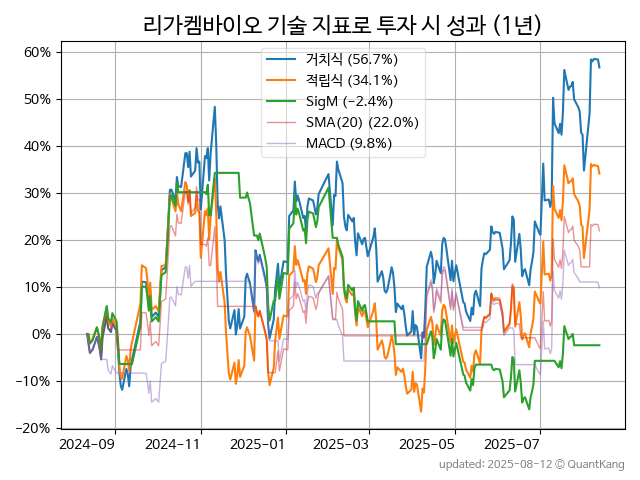 리가켐바이오 기술 지표로 투자 시 성과 (1년)
거치식 (56.7%)
적립식 (34.1%)
SigM (−2.4%)
SMA(20) (22.0%)
MACD (9.8%)
60%
50%
40%
30%
20%
10%
0%
−10%
−20%
2024-09
2024-11
2025-01
2025-03
2025-05
2025-07
updated: 2025-08-12 ⓒ QuantKang